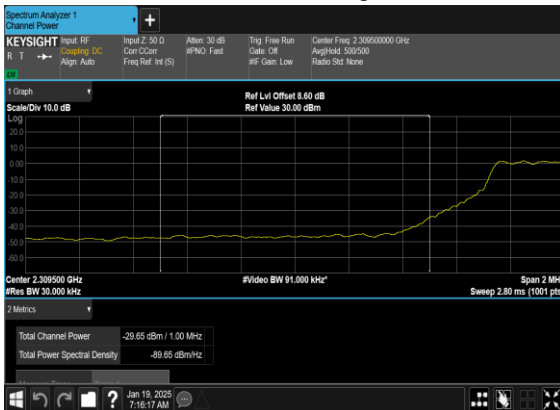 Spectrum Analyzer 1
Channel Power
KEYSIGHT Input: RF Input Z: 50 Ω Atten: 30 dB Trig: Free Run Center Freq: 2.309500000 GHz
R T Coupling: DC Corr CCorr #PNO: Fast Gate: Off Avg|Hold: 500/500
Align: Auto Freq Ref: Int (S) #IF Gain: Low Radio Std: None
1 Graph
Ref Lvl Offset 8.60 dB
Scale/Div 10.0 dB Ref Value 30.00 dBm
Log
20.0
10.0
0.00
-10.0
-20.0
-30.0
-40.0
-50.0
-60.0
Center 2.309500 GHz #Video BW 91.000 kHz* Span 2 MH
#Res BW 30.000 kHz Sweep 2.80 ms (1001 pts
2 Metrics
Total Channel Power -29.65 dBm / 1.00 MHz
Total Power Spectral Density -89.65 dBm/Hz
? Jan 19, 2025
7:16:17 AM